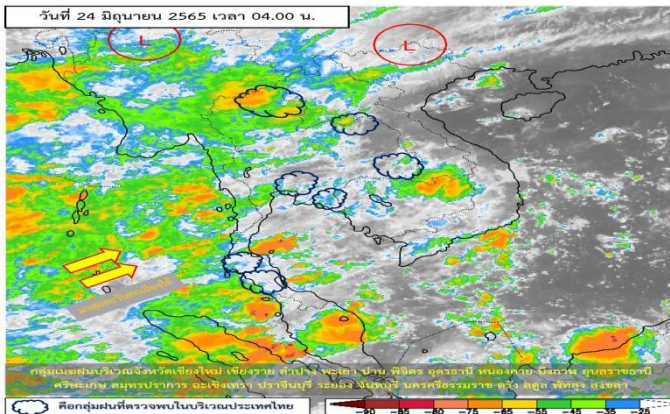 วันที่ 24 มิถุนายน 2565 เวลา 04.00 น.
L
L
กลุ่มเมฆฝนบริเวณจังหวัดเชียงใหม่ เชียงราย ลำปาง พะเยา น่าน พิจิตร อุดรธานี หนองคาย บึงกาฬ อุบลราชธานี
ศรีษะเกษ สมุทรปราการ ฉะเชิงเทรา ปราจีนบุรี ระยอง จันทบุรี นครศรีธรรมราช ตรัง สตูล พัทลุง สงขลา
คือกลุ่มฝนที่ตรวจพบในบริเวณประเทศไทย
-90 -85 -80 -75 -65 -55 -45 -35 -25